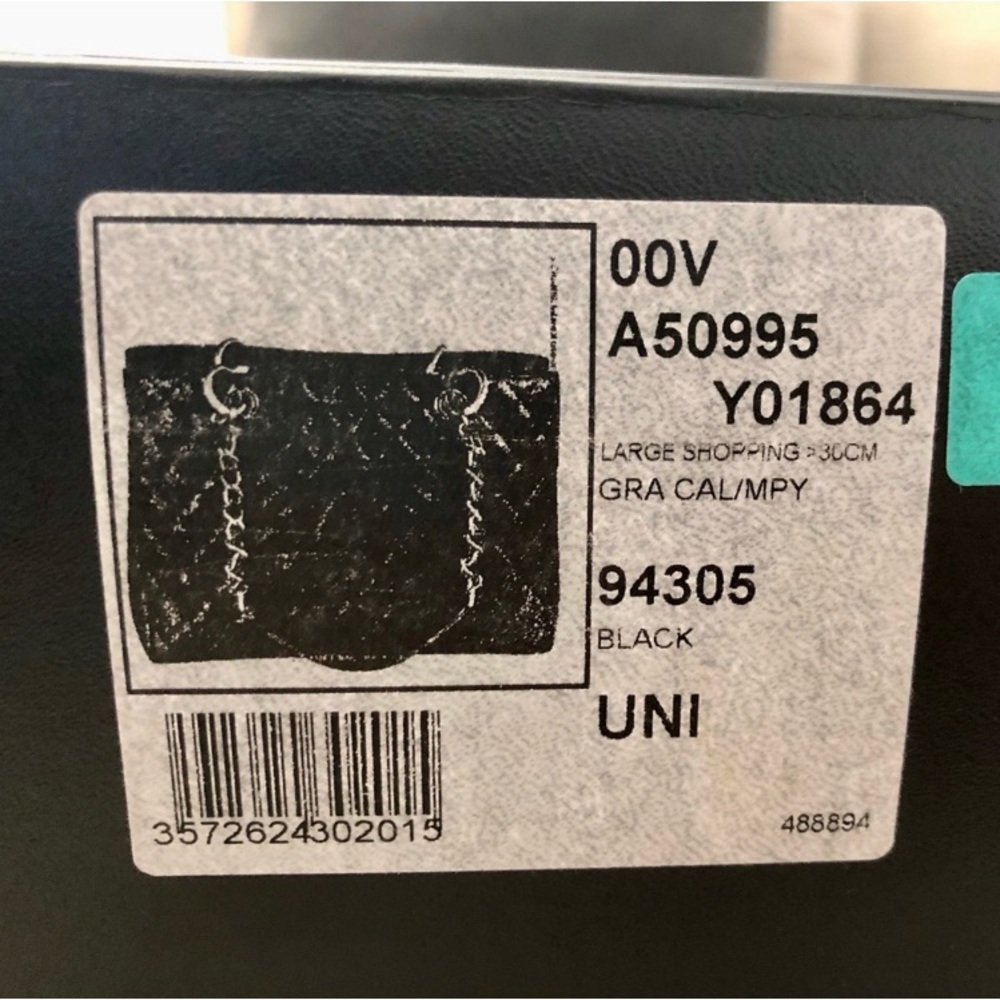 00V
A50995
Y01864
LARGE SHOPPING >30CM
GRA CAL/MPY
94305
BLACK
UNI
3572624302015
488894